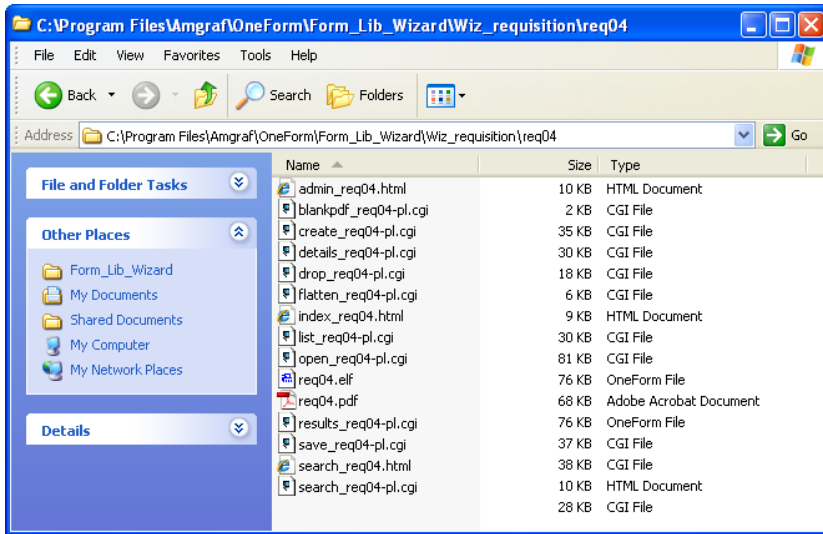 C:\Program Files\Amgraf\OneForm\Form_Lib_Wizard\Wiz_requisition\req04
File Edit View Favorites Tools Help
Back Search Folders
Address C:\Program Files\Amgraf\OneForm\Form_Lib_Wizard\Wiz_requisition\req04 Go
Name Size Type
File and Folder Tasks
Other Places
Form_Lib_Wizard
My Documents
Shared Documents
My Computer
My Network Places
Details
admin_req04.html 10 KB HTML Document
blankpdf_req04-pl.cgi 2 KB CGI File
create_req04-pl.cgi 35 KB CGI File
details_req04-pl.cgi 30 KB CGI File
drop_req04-pl.cgi 18 KB CGI File
flatten_req04-pl.cgi 6 KB CGI File
index_req04.html 9 KB HTML Document
list_req04-pl.cgi 30 KB CGI File
open_req04-pl.cgi 81 KB CGI File
req04.elf 76 KB OneForm File
req04.pdf 68 KB Adobe Acrobat Document
results_req04-pl.cgi 76 KB OneForm File
save_req04-pl.cgi 37 KB CGI File
search_req04.html 38 KB CGI File
search_req04-pl.cgi 10 KB HTML Document
28 KB CGI File